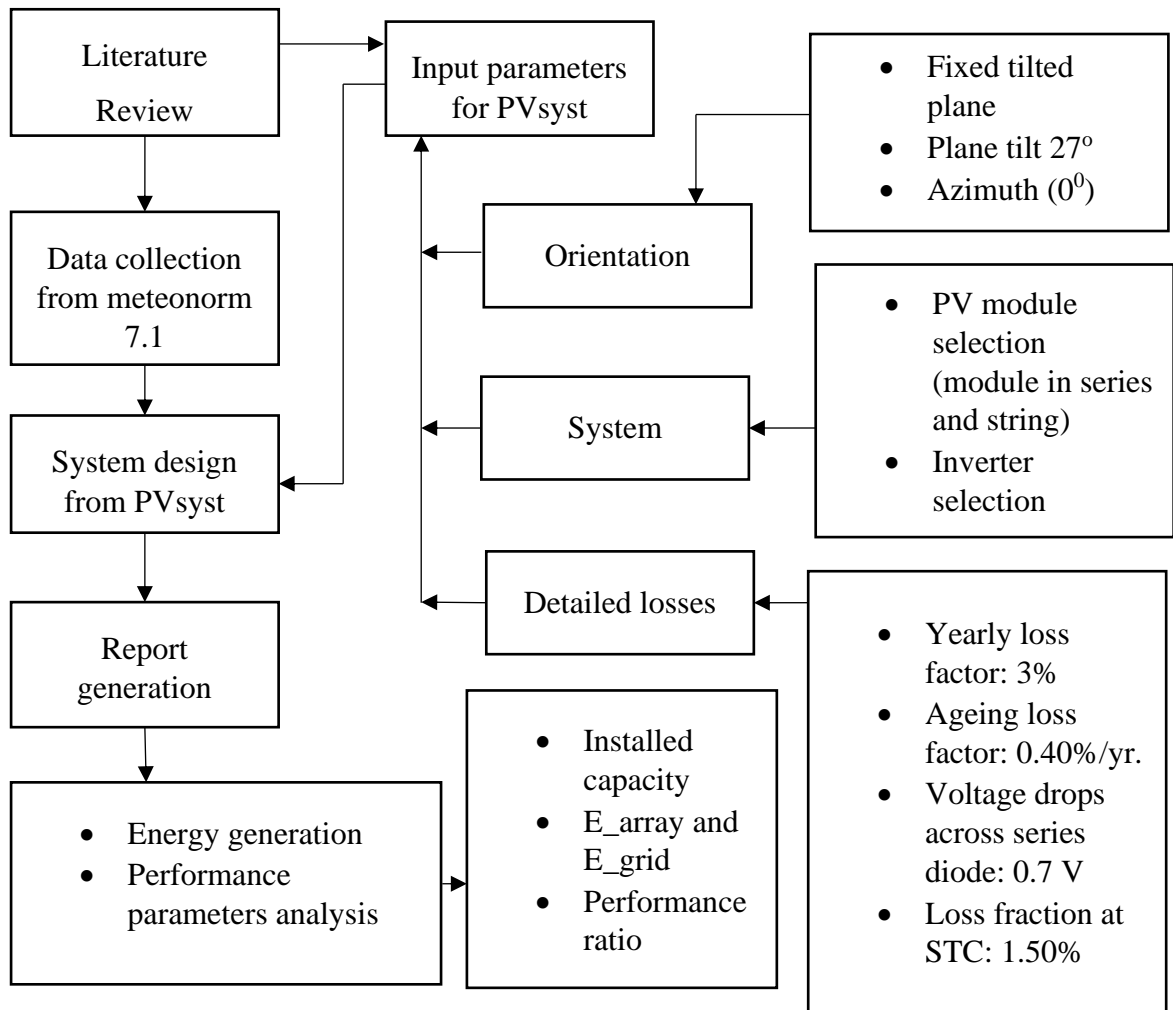 Literature
Review
Input parameters
for PVsyst
• Fixed tilted
plane
• Plane tilt 27°
• Azimuth (0⁰)
Data collection
from meteonorm
7.1
Orientation
• PV module
selection
(module in series
and string)
• Inverter
selection
System
System design
from PVsyst
Detailed losses
• Yearly loss
factor: 3%
• Ageing loss
factor: 0.40%/yr.
• Voltage drops
across series
diode: 0.7 V
• Loss fraction at
STC: 1.50%
Report
generation
• Energy generation
• Performance
parameters analysis
• Installed
capacity
• E_array and
E_grid
• Performance
ratio